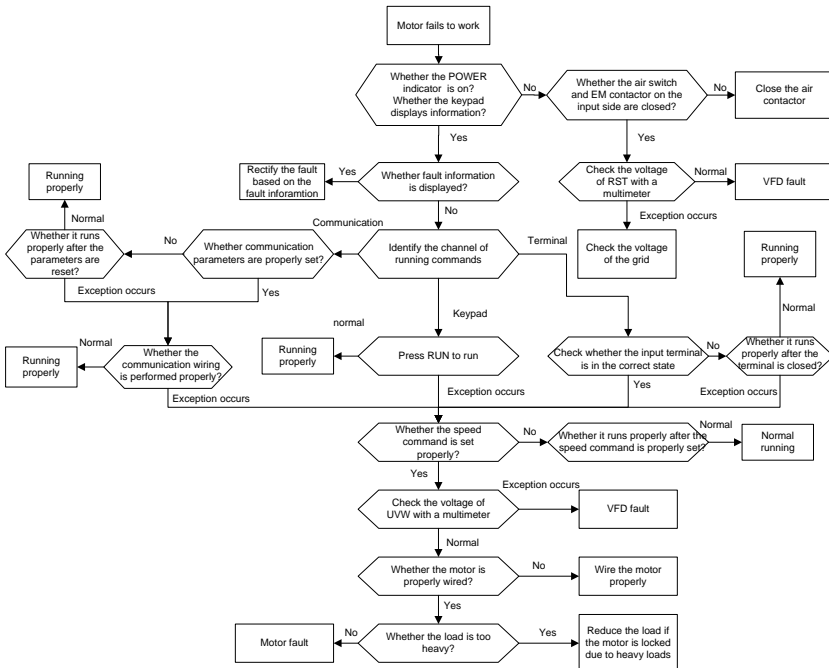 Motor fails to work
Whether the POWER
indicator is on?
Whether the keypad
displays information?
No
Whether the air switch
and EM contactor on the
input side are closed?
No
Close the air
contactor
Yes
Yes
Rectify the fault
based on the
fault inforamtion
Yes
Whether fault information
is displayed?
Check the voltage
of RST with a
multimeter
Normal
VFD fault
Running
properly
Normal
No
Exception occurs
Communication
Whether it runs
properly after the
parameters are
reset?
No
Whether communication
parameters are properly set?
Identify the channel of
running commands
Terminal
Check the voltage
of the grid
Running
properly
Exception occurs
Yes
Keypad
Normal
Running
properly
Normal
Whether the
communication wiring
is performed properly?
normal
Running
properly
Press RUN to run
Check whether the input terminal
is in the correct state
No
Whether it runs
properly after the
terminal is closed?
Exception occurs
Exception occurs
Yes
Exception occurs
Whether the speed
command is set
properly?
No
Whether it runs properly after the
speed command is properly set?
Normal
Normal
running
Yes
Exception occurs
Check the voltage of
UVW with a multimeter
VFD fault
Normal
Whether the motor is
properly wired?
No
Wire the motor
properly
Yes
Motor fault
No
Whether the load is too
heavy?
Yes
Reduce the load if
the motor is locked
due to heavy loads